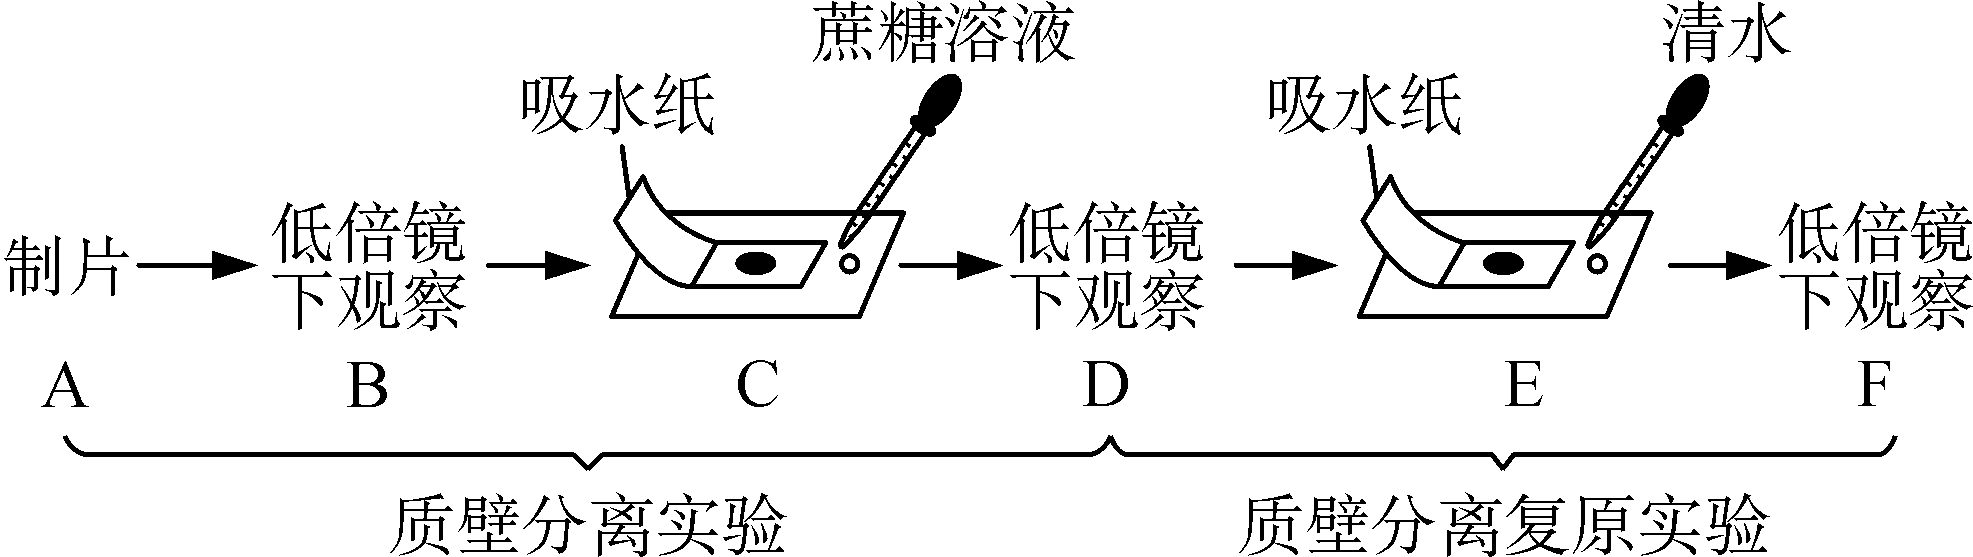 蔗糖溶液
清水
吸水纸
吸水纸
制片
低倍镜
下观察
低倍镜
下观察
低倍镜
下观察
A
B
C
D
E
F
质壁分离实验
质壁分离复原实验